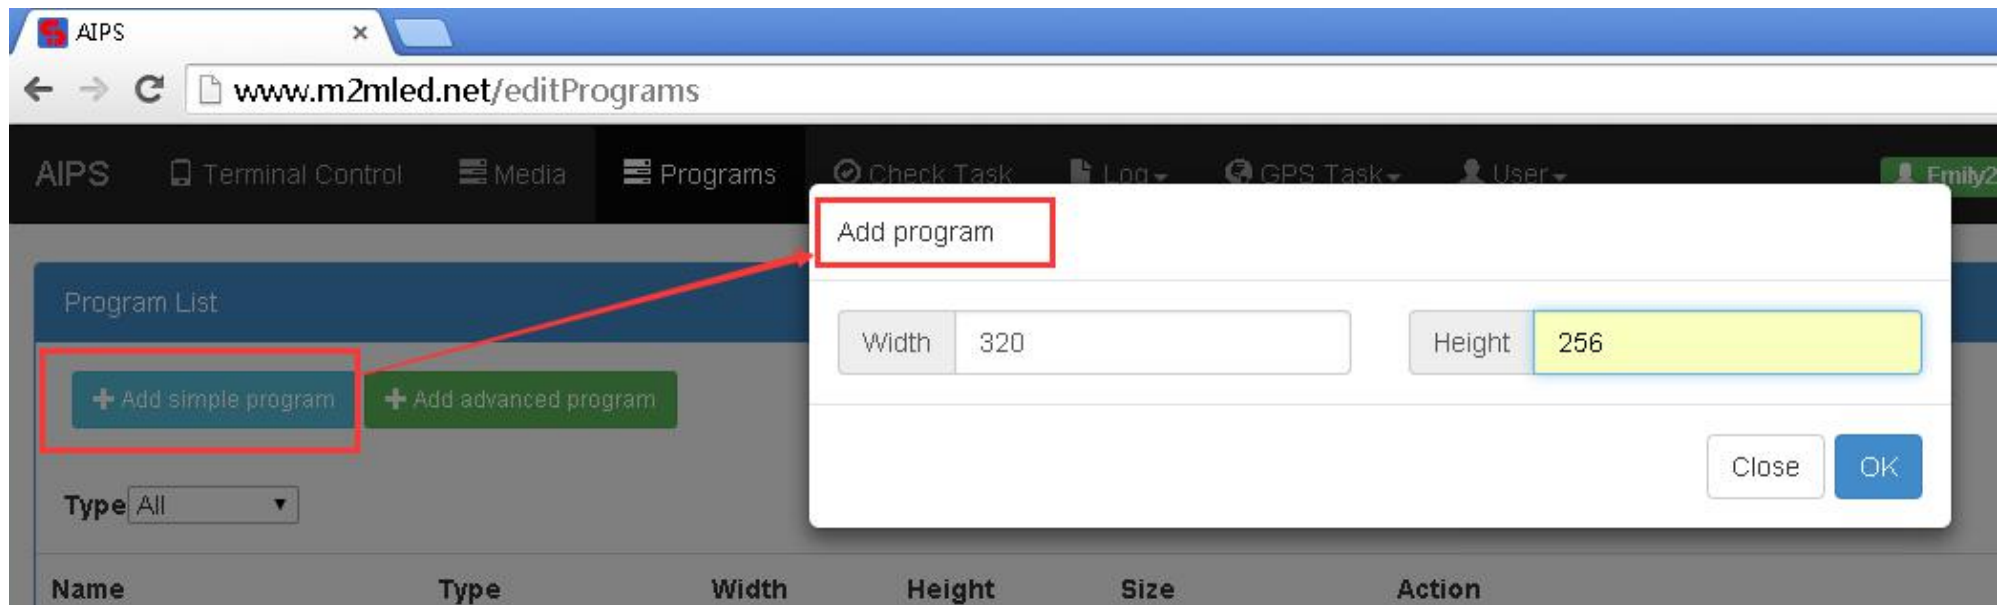 AIPS
www.m2mled.net/editPrograms
AIPS Terminal Control Media Programs Check Task Log GPS Task User Emily2
Add program
Program List
Width 320 Height 256
Add simple program Add advanced program
Close OK
Type All
Name Type Width Height Size Action